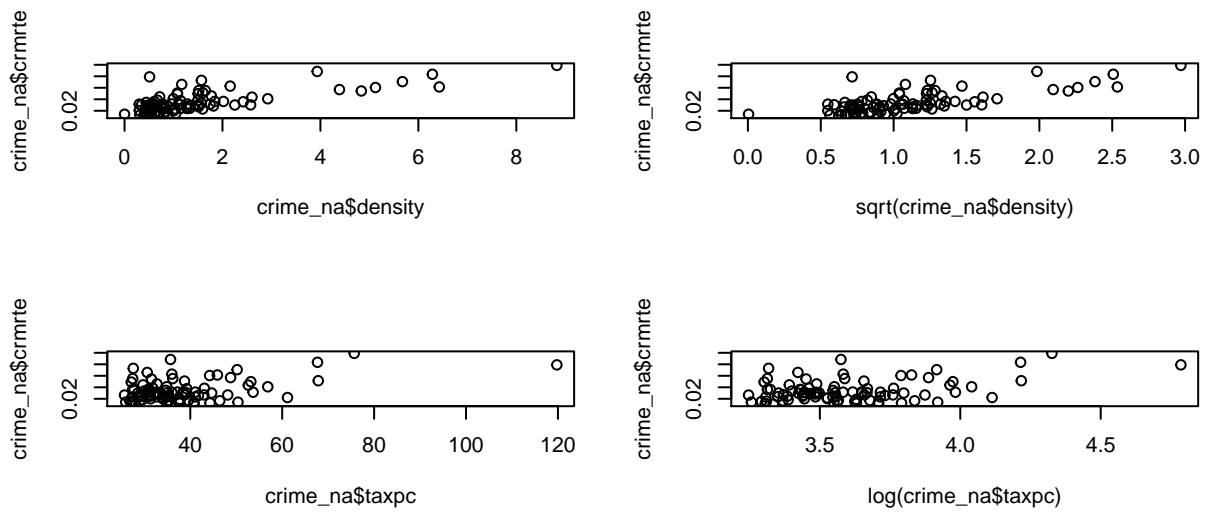 crime_na$crmrte
0.02
0 2 4 6 8
crime_na$density
crime_na$crmrte
0.02
0.0 0.5 1.0 1.5 2.0 2.5 3.0
sqrt(crime_na$density)
crime_na$crmrte
0.02
40 60 80 100 120
crime_na$taxpc
crime_na$crmrte
0.02
3.5 4.0 4.5
log(crime_na$taxpc)